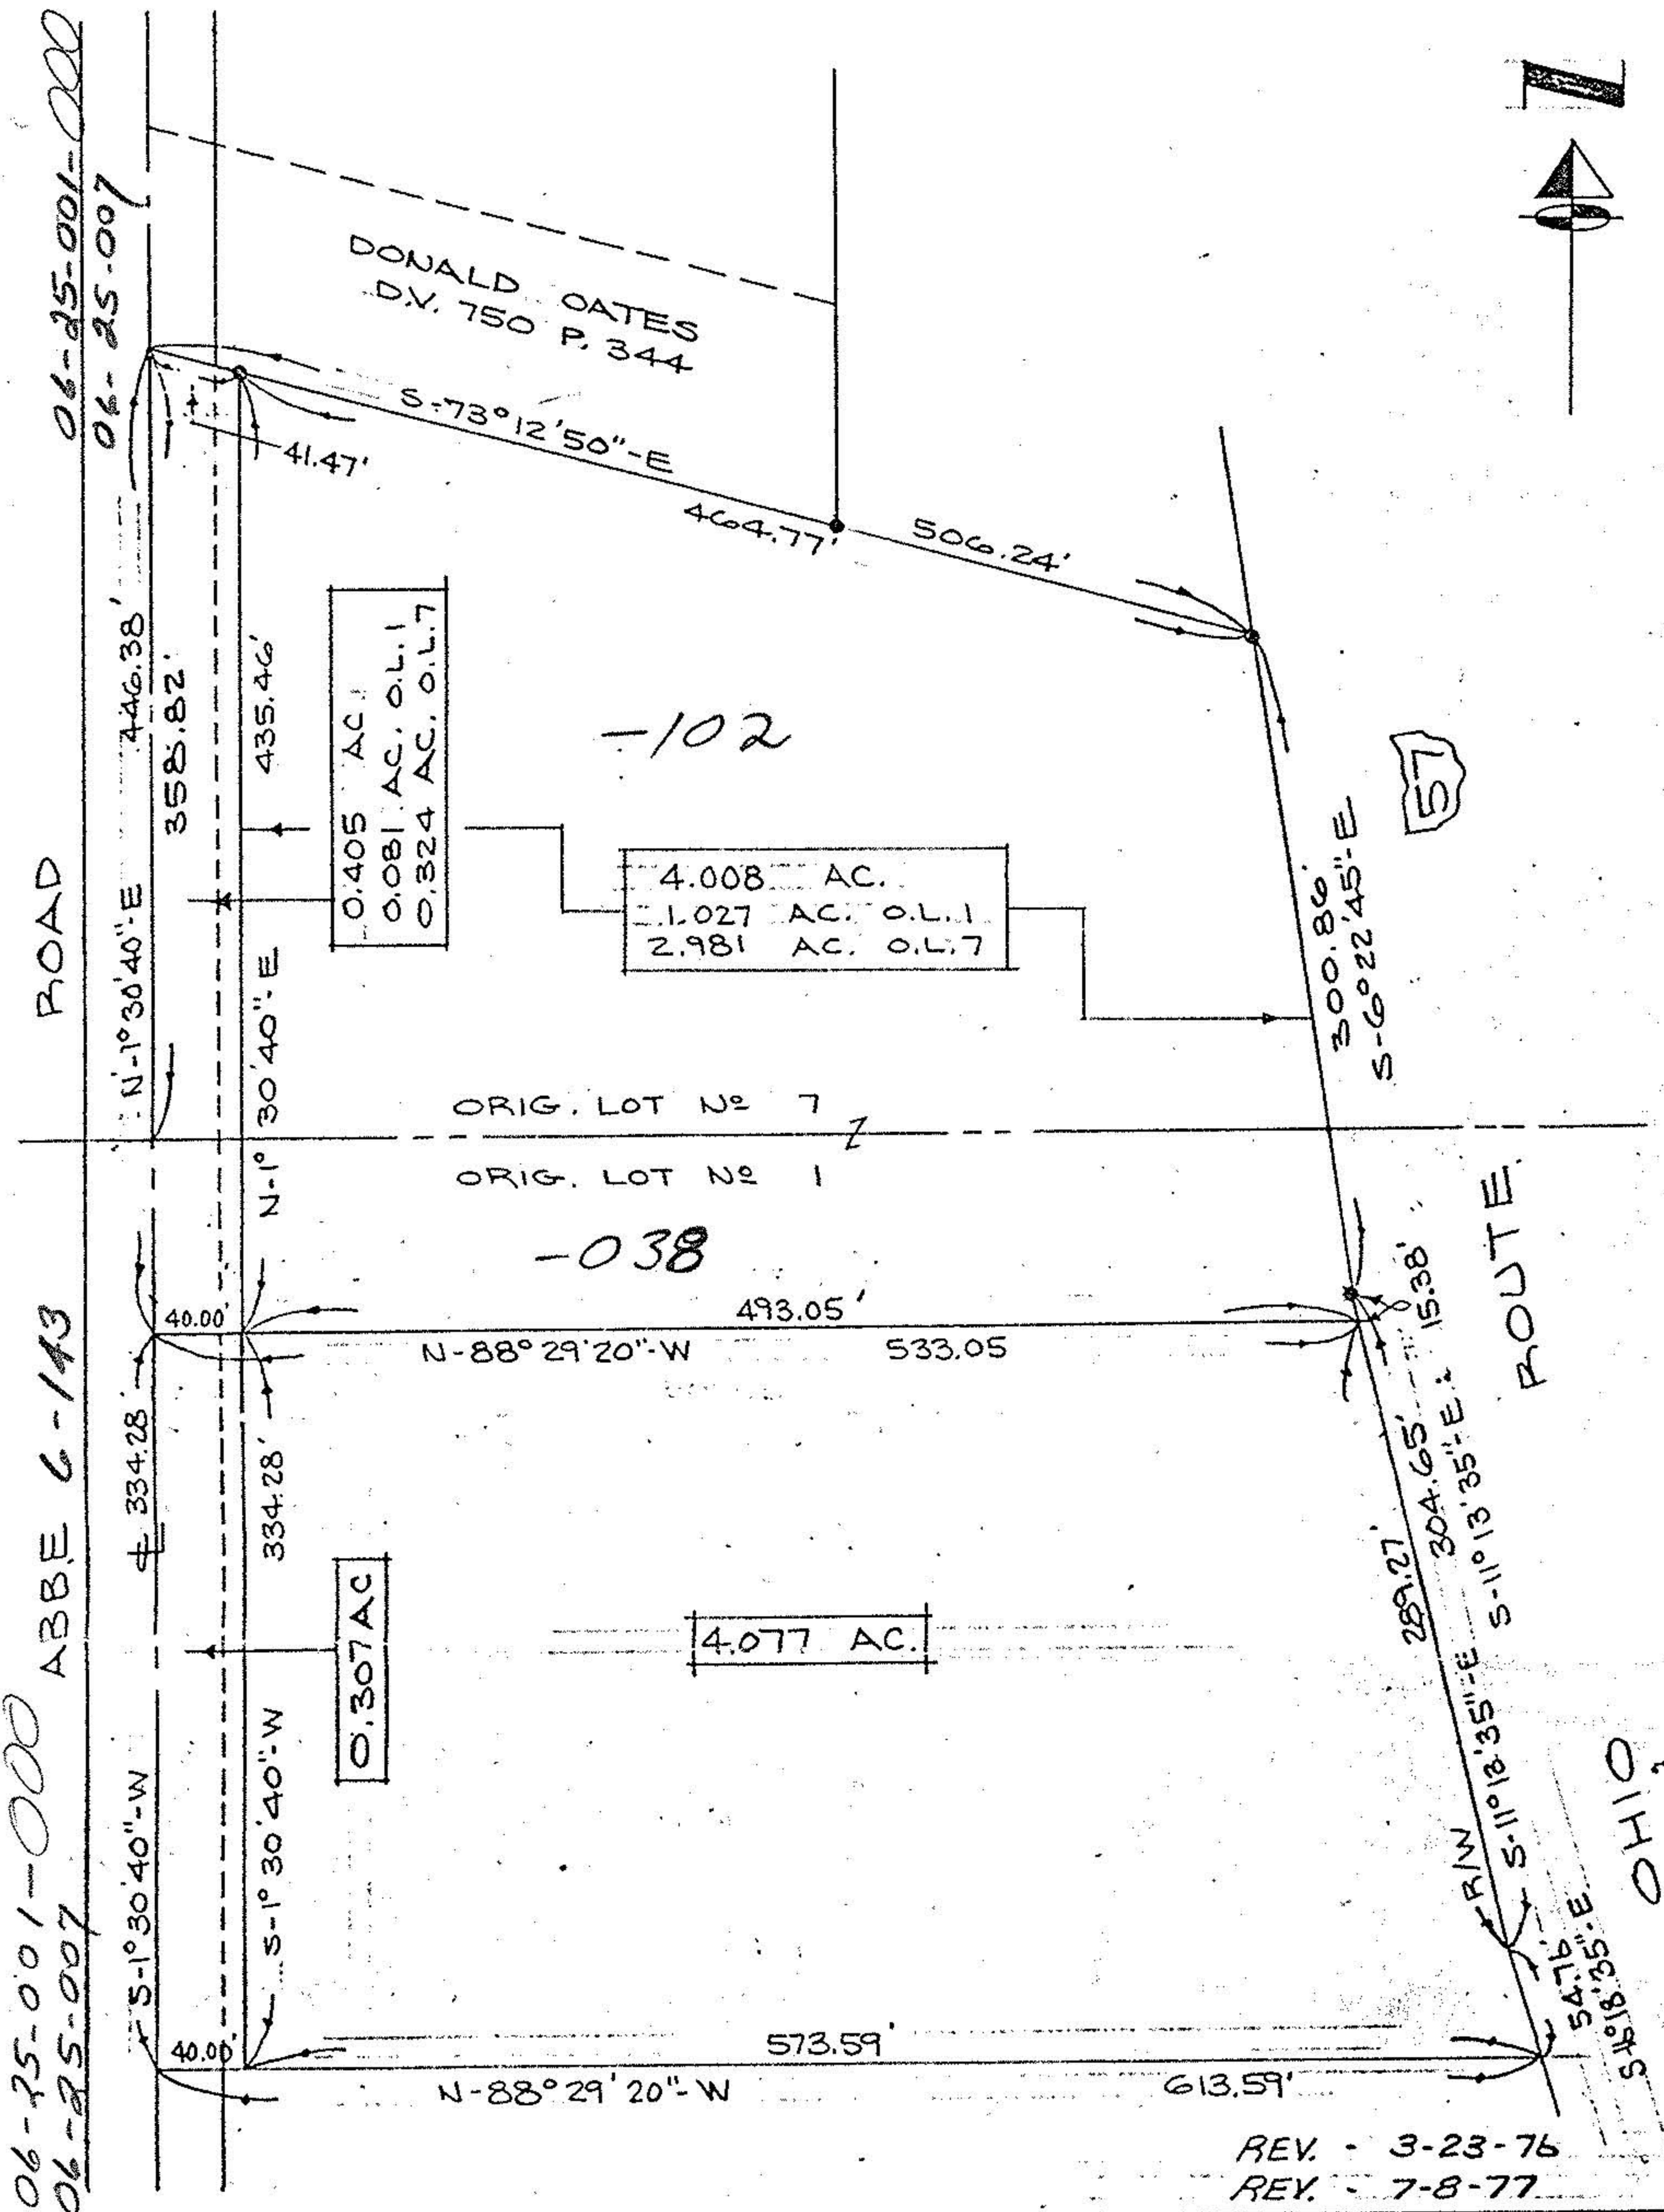 06-25-001-000
06-25-007
ROAD
ABBE 6-143
06-25-001-000
06-25-007
DONALD OATES
D.V. 750 P. 344
S-73°12'50"-E
41.47'
464.77'
506.24'
N-1°30'40"-E 446.38'
358.82'
435.46'
N-1° 30'40"-E
0.405 AC.
0.081 AC. O.L.1
0.324 AC. O.L.7
-102
4.008 AC.
1.027 AC. O.L.1
2.981 AC. O.L.7
300.86'
S-6°22'45"-E
57
ORIG. LOT Nº 7
ORIG. LOT Nº 1
-038
40.00'
493.05'
N-88°29'20"-W 533.05
15.38'
ROUTE
334.28'
334.28'
289.27'
304.65'
S-11°13'35"-E
0.307 AC
4.077 AC.
S-1°30'40"-W
S-1°30'40"-W
R/W
S-11°13'35"-E
OHIO
54.76'
S-16°18'35"-E
40.00'
573.59'
N-88°29'20"-W 613.59'
REV. - 3-23-76
REV. - 7-8-77